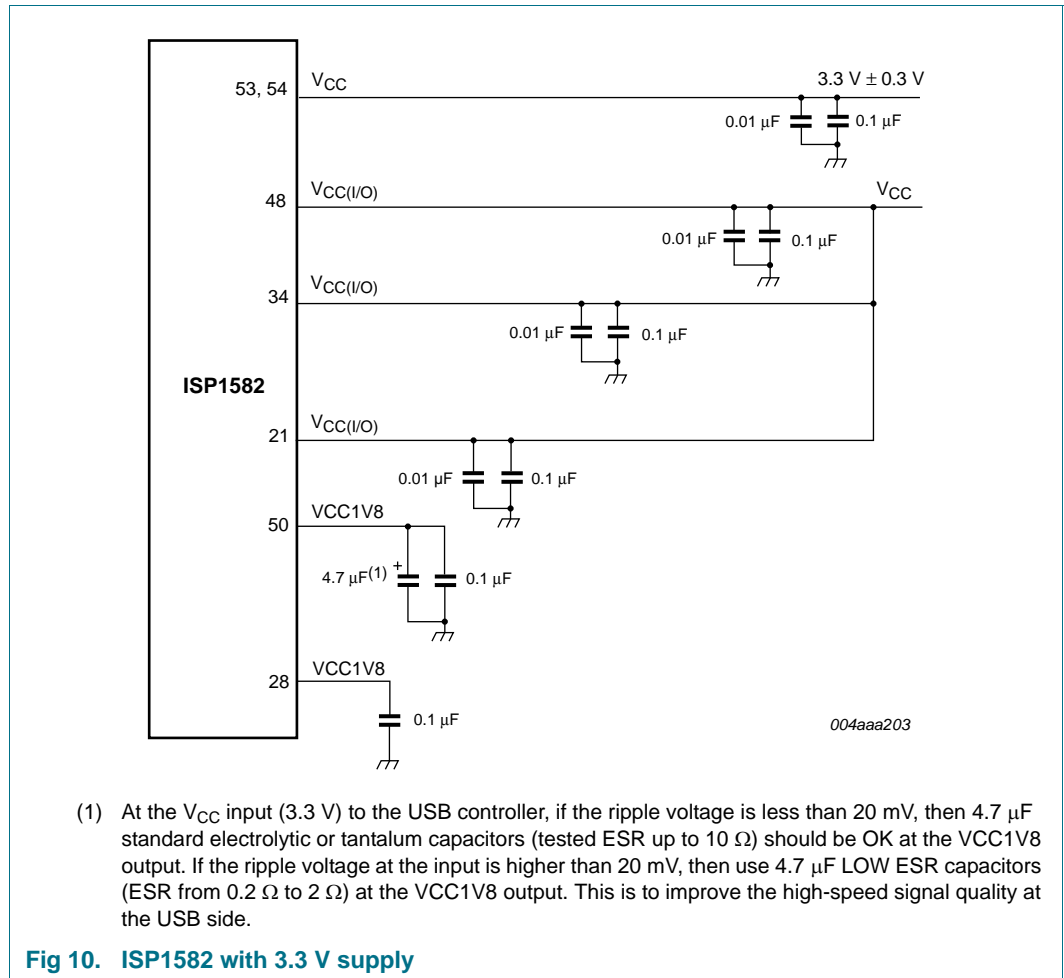 53, 54 V_CC 3.3 V ± 0.3 V
0.01 μF 0.1 μF
48 V_CC(I/O) V_CC
0.01 μF 0.1 μF
34 V_CC(I/O)
0.01 μF 0.1 μF
ISP1582
21 V_CC(I/O)
0.01 μF 0.1 μF
50 VCC1V8
4.7 μF(1) + 0.1 μF
28 VCC1V8
0.1 μF
004aaa203
(1) At the V_CC input (3.3 V) to the USB controller, if the ripple voltage is less than 20 mV, then 4.7 μF
standard electrolytic or tantalum capacitors (tested ESR up to 10 Ω) should be OK at the VCC1V8
output. If the ripple voltage at the input is higher than 20 mV, then use 4.7 μF LOW ESR capacitors
(ESR from 0.2 Ω to 2 Ω) at the VCC1V8 output. This is to improve the high-speed signal quality at
the USB side.
Fig 10. ISP1582 with 3.3 V supply